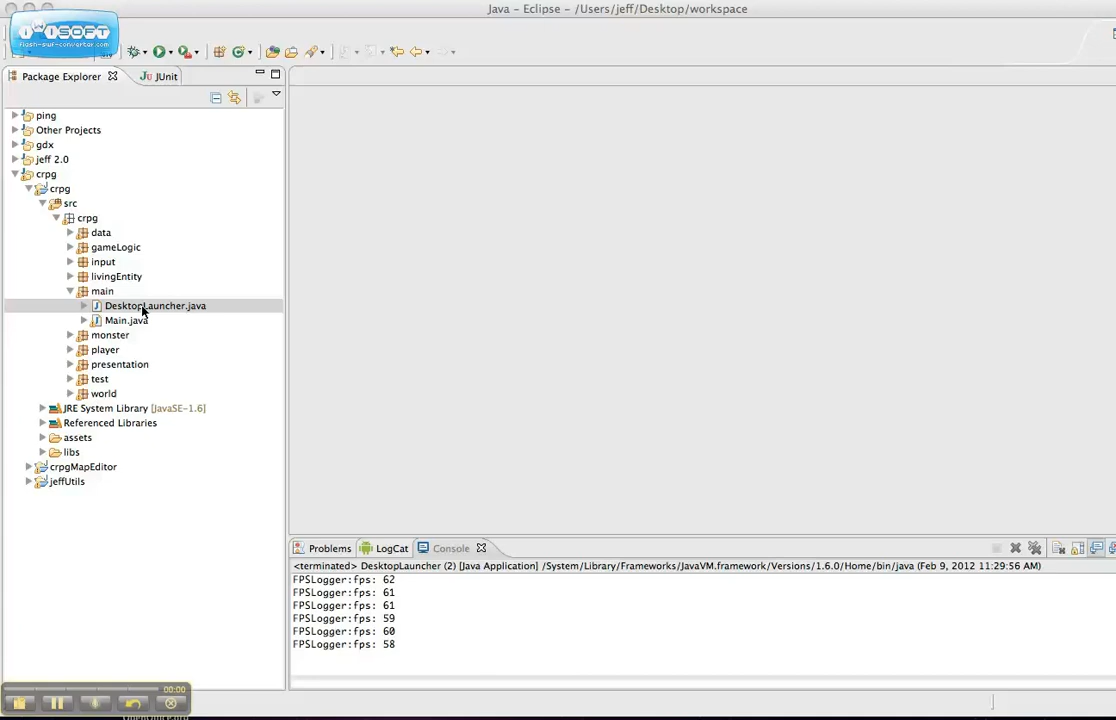 Java – Eclipse – /Users/jeff/Desktop/workspace
flash-swf-converter.com
Package Explorer
JUnit
ping
Other Projects
gdx
jeff 2.0
crpg
crpg
src
crpg
data
gameLogic
input
livingEntity
main
DesktopLauncher.java
Main.java
monster
player
presentation
test
world
JRE System Library [JavaSE-1.6]
Referenced Libraries
assets
libs
crpgMapEditor
jeffUtils
Problems
LogCat
Console
<terminated> DesktopLauncher (2) [Java Application] /System/Library/Frameworks/JavaVM.framework/Versions/1.6.0/Home/bin/java (Feb 9, 2012 11:29:56 AM)
FPSLogger:fps: 62
FPSLogger:fps: 61
FPSLogger:fps: 61
FPSLogger:fps: 59
FPSLogger:fps: 60
FPSLogger:fps: 58
00:00